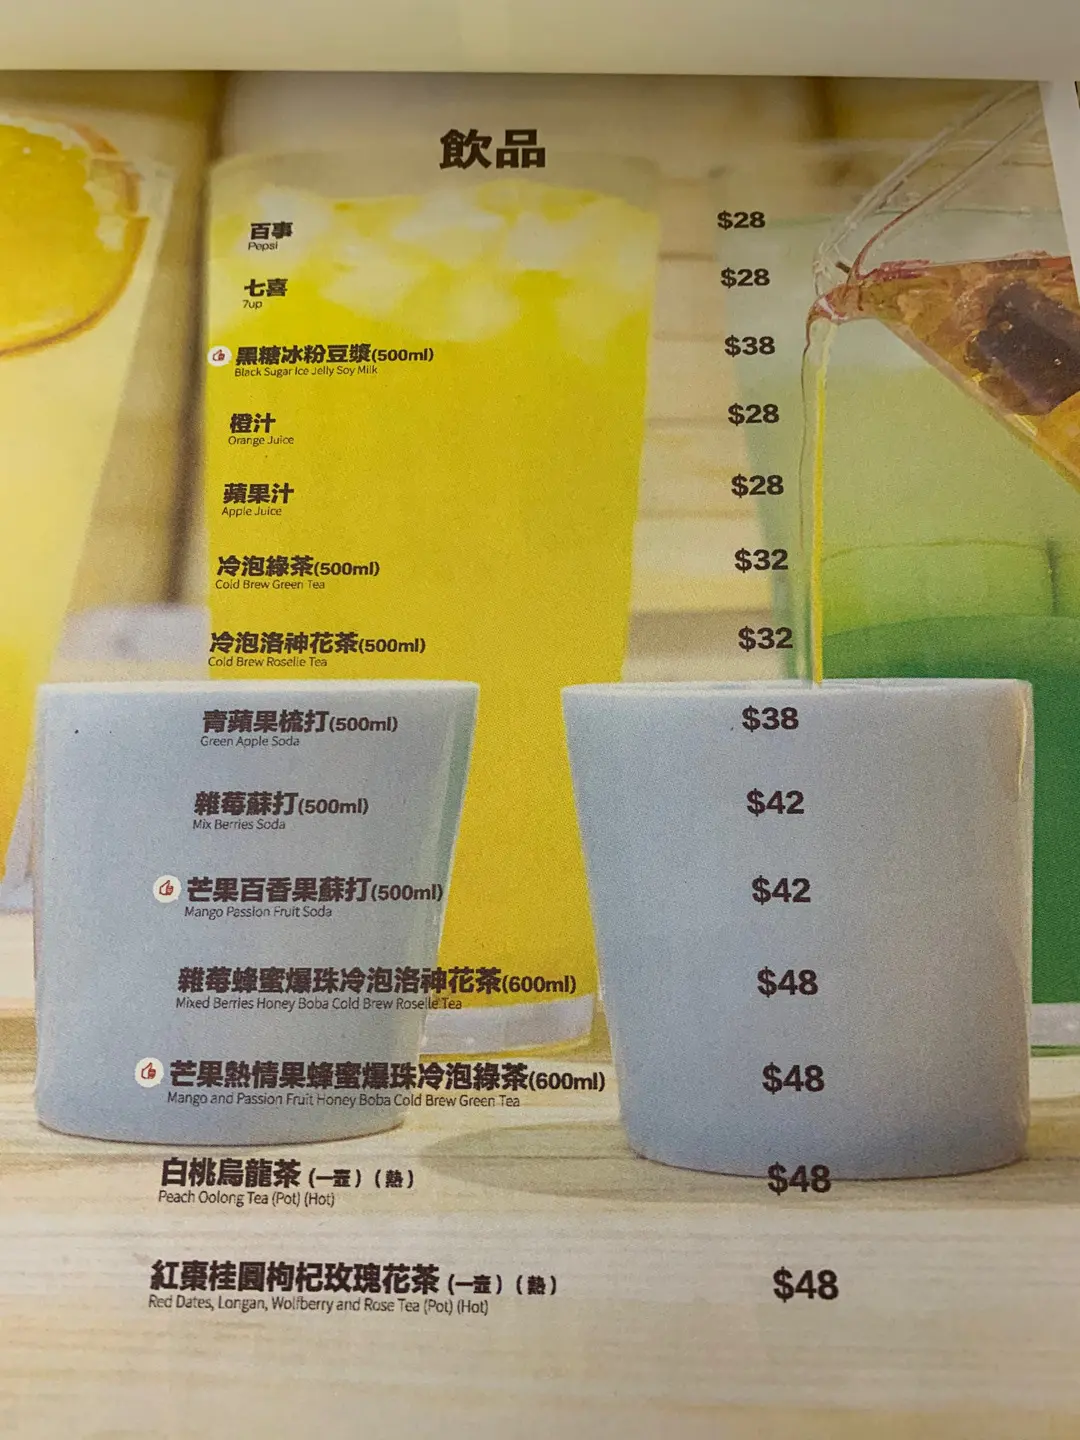 飲品
百事 $28
Pepsi
七喜 $28
7up
黑糖冰粉豆漿(500ml) $38
Black Sugar Ice Jelly Soy Milk
橙汁 $28
Orange Juice
蘋果汁 $28
Apple Juice
冷泡綠茶(500ml) $32
Cold Brew Green Tea
冷泡洛神花茶(500ml) $32
Cold Brew Roselle Tea
青蘋果梳打(500ml) $38
Green Apple Soda
雜莓蘇打(500ml) $42
Mix Berries Soda
芒果百香果蘇打(500ml) $42
Mango Passion Fruit Soda
雜莓蜂蜜爆珠冷泡洛神花茶(600ml) $48
Mixed Berries Honey Boba Cold Brew Roselle Tea
芒果熱情果蜂蜜爆珠冷泡綠茶(600ml) $48
Mango and Passion Fruit Honey Boba Cold Brew Green Tea
白桃烏龍茶 (一壺) (熱) $48
Peach Oolong Tea (Pot) (Hot)
紅棗桂圓枸杞玫瑰花茶 (一壺) (熱) $48
Red Dates, Longan, Wolfberry and Rose Tea (Pot) (Hot)